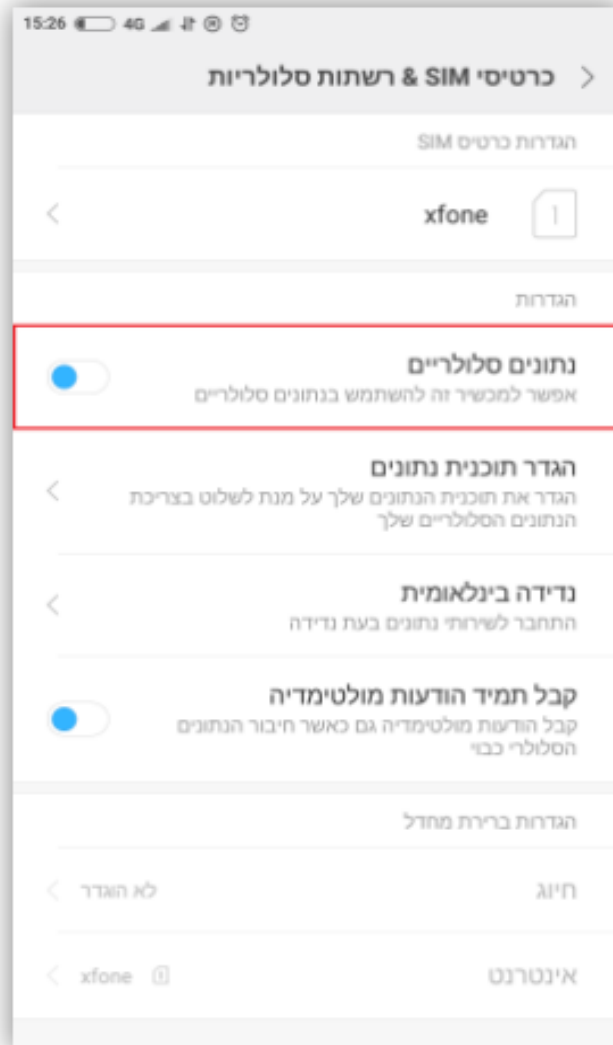 15:26 4G
כרטיסי SIM & רשתות סלולריות
הגדרות כרטיס SIM
1 xfone
הגדרות
נתונים סלולריים
אפשר למכשיר זה להשתמש בנתונים סלולריים
הגדר תוכנית נתונים
הגדר את תוכנית הנתונים שלך על מנת לשלוט בצריכת
הנתונים הסלולריים שלך
נדידה בינלאומית
התחבר לשירותי נתונים בעת נדידה
קבל תמיד הודעות מולטימדיה
קבל הודעות מולטימדיה גם כאשר חיבור הנתונים
הסלולרי כבוי
הגדרות ברירת מחדל
חיוג לא הוגדר
אינטרנט 1 xfone